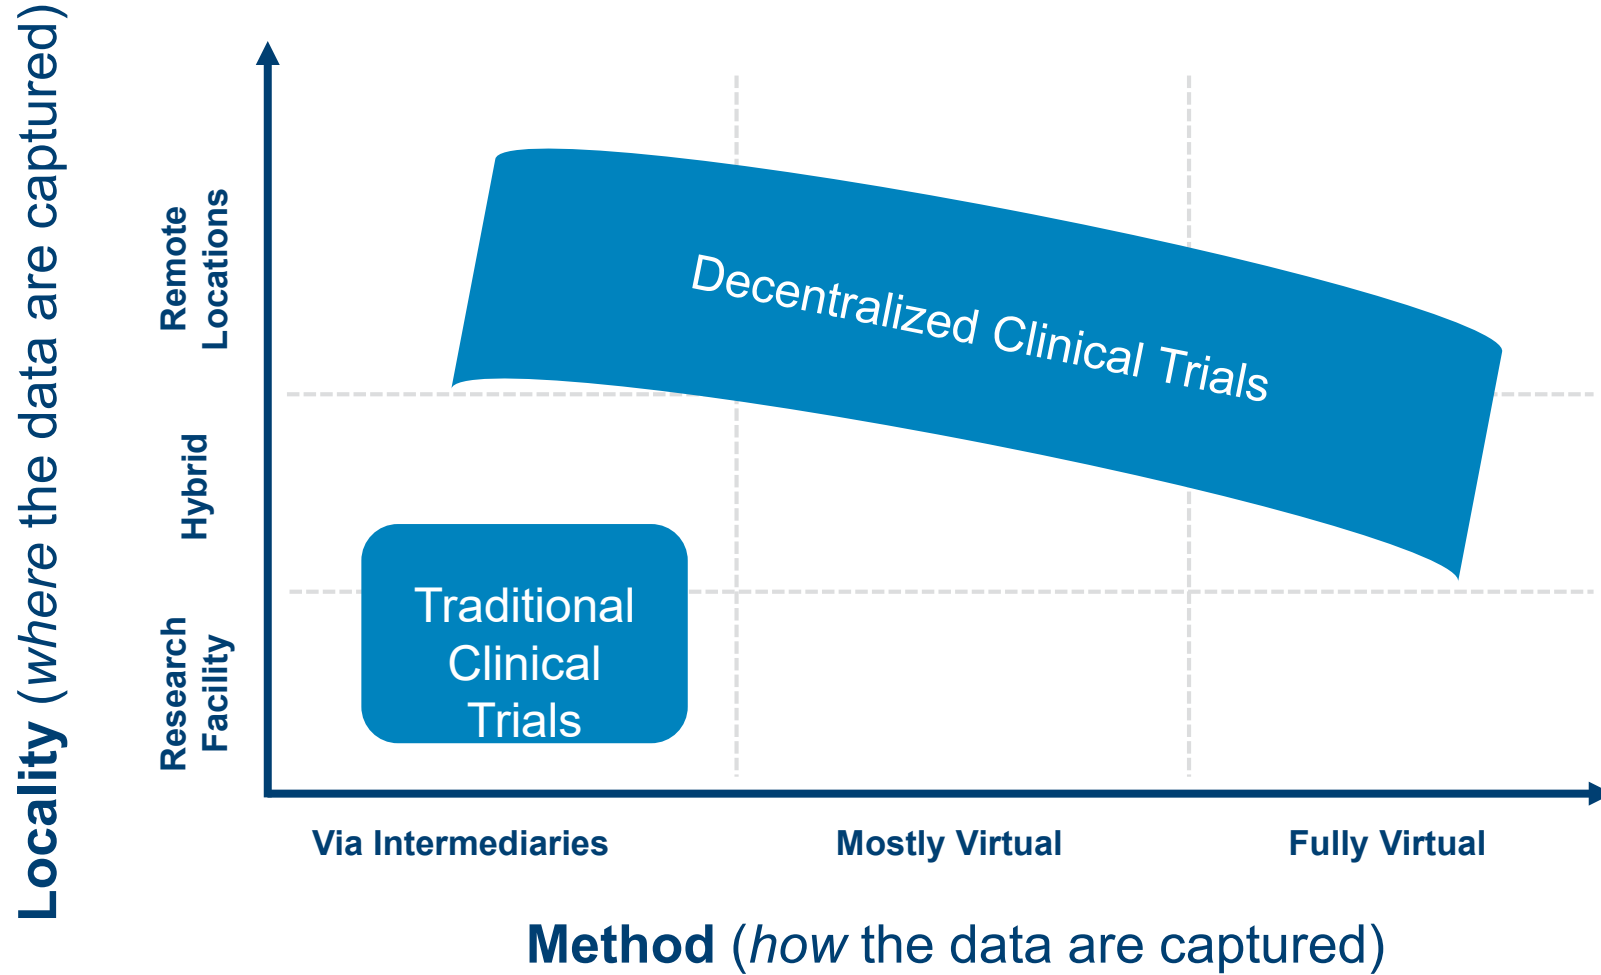 Locality (where the data are captured)
Remote
Locations
Hybrid
Research
Facility
Decentralized Clinical Trials
Traditional
Clinical
Trials
Via Intermediaries
Mostly Virtual
Fully Virtual
Method (how the data are captured)